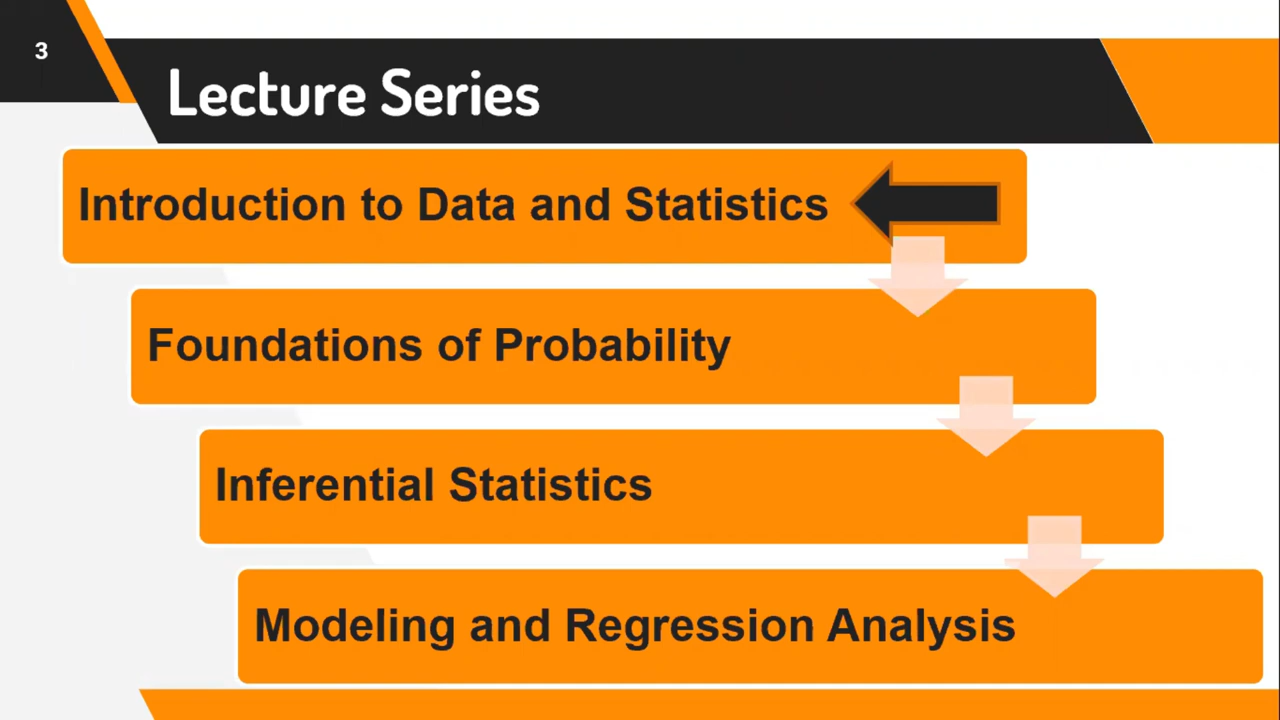 3
Lecture Series
Introduction to Data and Statistics
Foundations of Probability
Inferential Statistics
Modeling and Regression Analysis